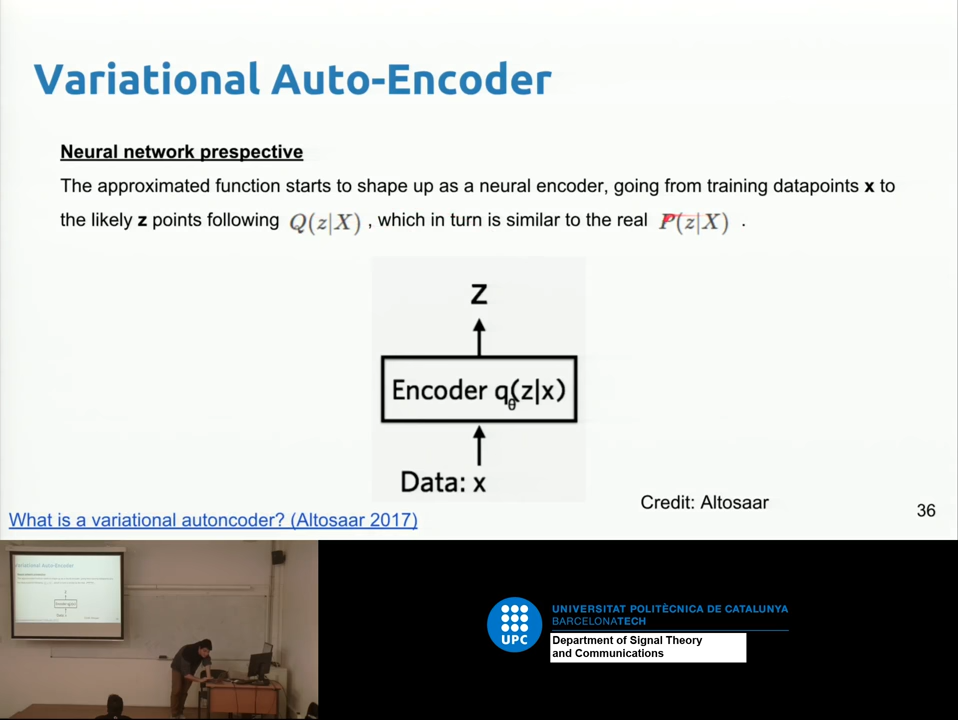 Variational Auto-Encoder
Neural network prespective
The approximated function starts to shape up as a neural encoder, going from training datapoints x to
the likely z points following Q(z|X) , which in turn is similar to the real P(z|X) .
z
Encoder qθ(z|x)
Data: x
Credit: Altosaar
What is a variational autoncoder? (Altosaar 2017)
36
Variational Auto-Encoder
UPC
UNIVERSITAT POLITÈCNICA DE CATALUNYA
BARCELONATECH
Department of Signal Theory
and Communications